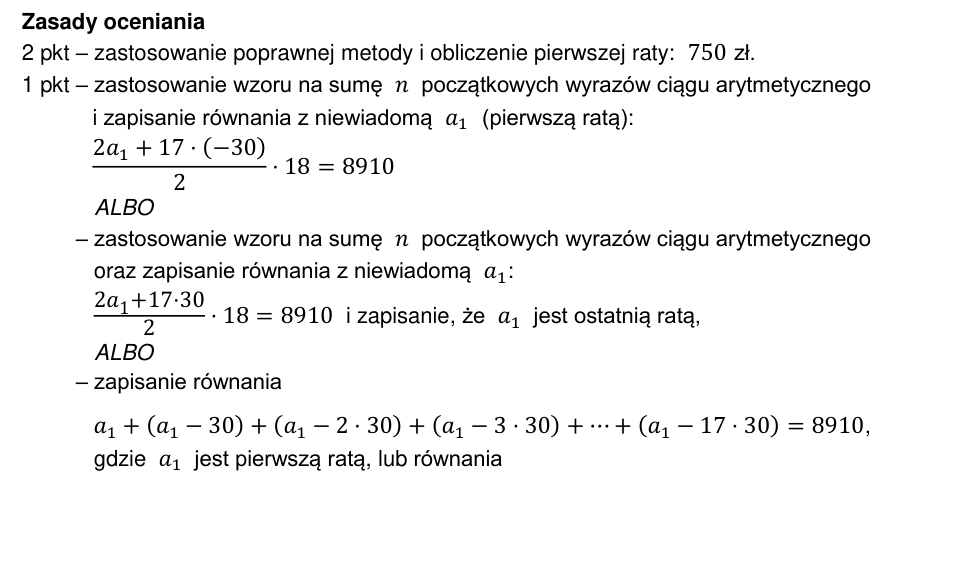 Zasady oceniania
2 pkt – zastosowanie poprawnej metody i obliczenie pierwszej raty: 750 zł.
1 pkt – zastosowanie wzoru na sumę n początkowych wyrazów ciągu arytmetycznego
i zapisanie równania z niewiadomą a₁ (pierwszą ratą):
(2a₁ + 17 · (−30))/2 · 18 = 8910
ALBO
– zastosowanie wzoru na sumę n początkowych wyrazów ciągu arytmetycznego
oraz zapisanie równania z niewiadomą a₁:
(2a₁+17·30)/2 · 18 = 8910 i zapisanie, że a₁ jest ostatnią ratą,
ALBO
– zapisanie równania
a₁ + (a₁ − 30) + (a₁ − 2 · 30) + (a₁ − 3 · 30) + ⋯ + (a₁ − 17 · 30) = 8910,
gdzie a₁ jest pierwszą ratą, lub równania